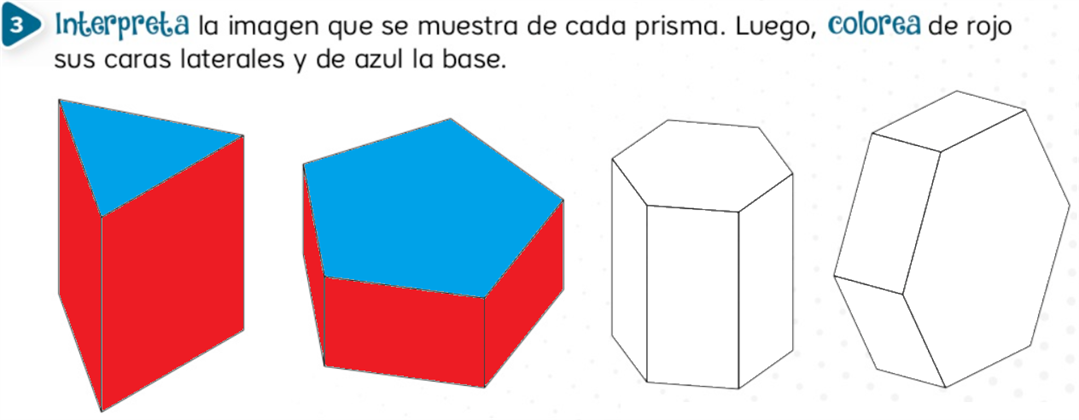 3 Interpreta la imagen que se muestra de cada prisma. Luego, colorea de rojo
sus caras laterales y de azul la base.